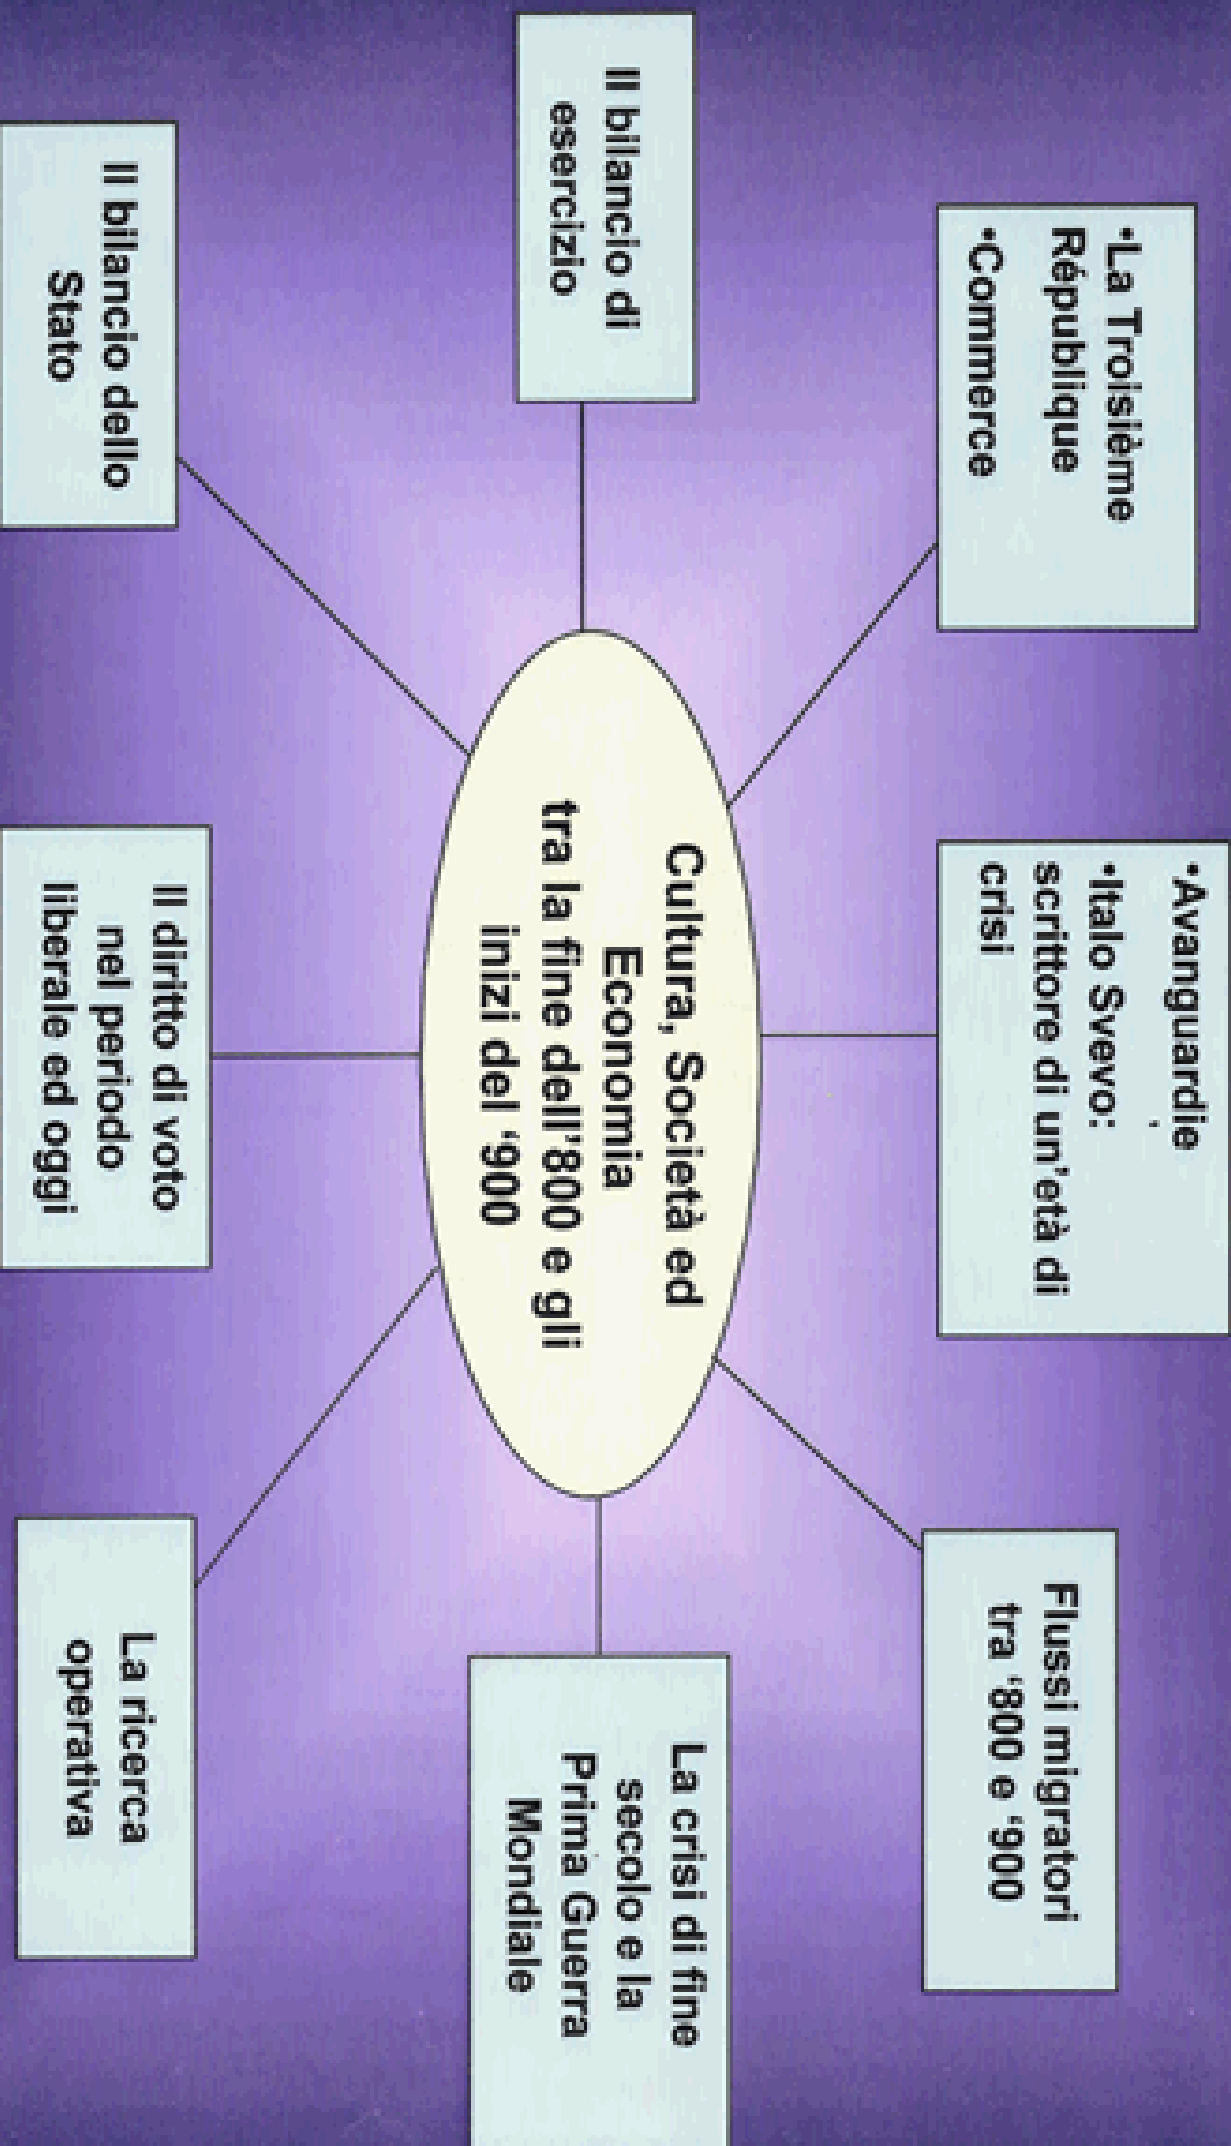 •La Troisième
République
•Commerce
•Avanguardie
•Italo Svevo:
scrittore di un'età di
crisi
Flussi migratori
tra '800 e '900
Il bilancio di
esercizio
Cultura, Società ed
Economia
tra la fine dell'800 e gli
inizi del '900
La crisi di fine
secolo e la
Prima Guerra
Mondiale
Il bilancio dello
Stato
Il diritto di voto
nel periodo
liberale ed oggi
La ricerca
operativa